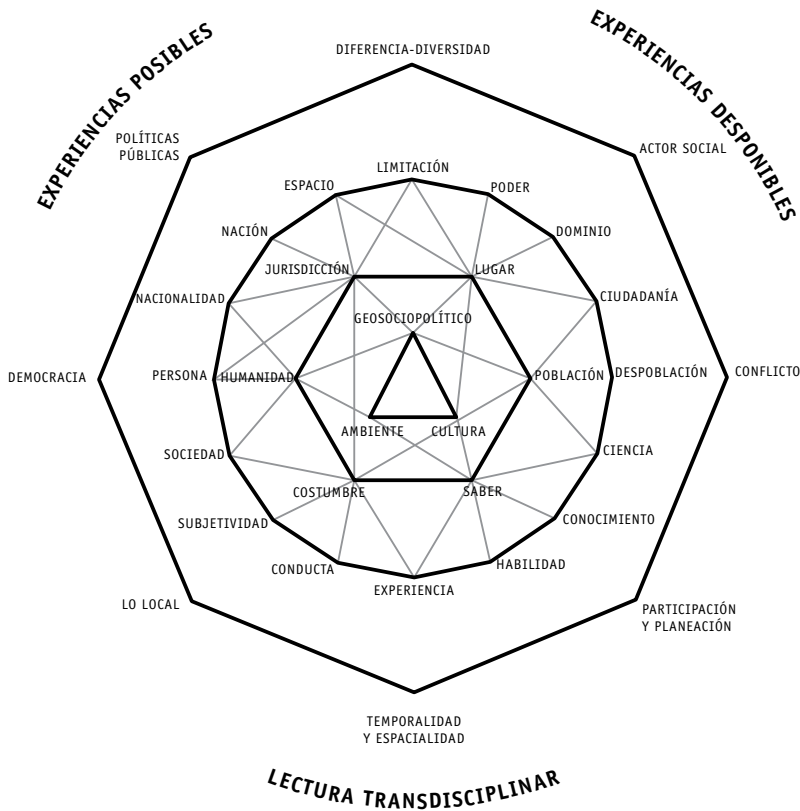 EXPERIENCIAS POSIBLES
EXPERIENCIAS DESPONIBLES
DIFERENCIA-DIVERSIDAD
POLÍTICAS
PÚBLICAS
ACTOR SOCIAL
LIMITACIÓN
ESPACIO
PODER
NACIÓN
DOMINIO
JURISDICCIÓN
LUGAR
NACIONALIDAD
CIUDADANÍA
GEOSOCIOPOLÍTICO
DEMOCRACIA
PERSONA
HUMANIDAD
POBLACIÓN
DESPOBLACIÓN
CONFLICTO
AMBIENTE
CULTURA
SOCIEDAD
CIENCIA
COSTUMBRE
SABER
SUBJETIVIDAD
CONOCIMIENTO
CONDUCTA
HABILIDAD
EXPERIENCIA
LO LOCAL
PARTICIPACIÓN
Y PLANEACIÓN
TEMPORALIDAD
Y ESPACIALIDAD
LECTURA TRANSDISCIPLINAR